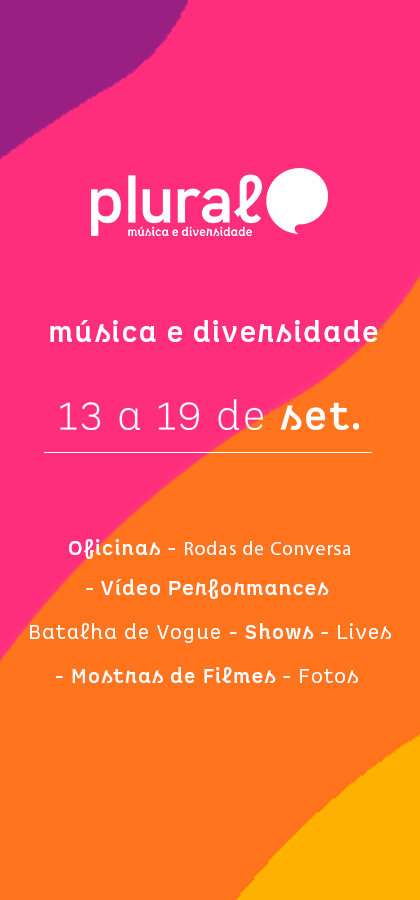 plural
música e diversidade
música e diversidade
13 a 19 de set.
Oficinas - Rodas de Conversa
- Vídeo Performances
Batalha de Vogue - Shows - Lives
- Mostras de Filmes - Fotos